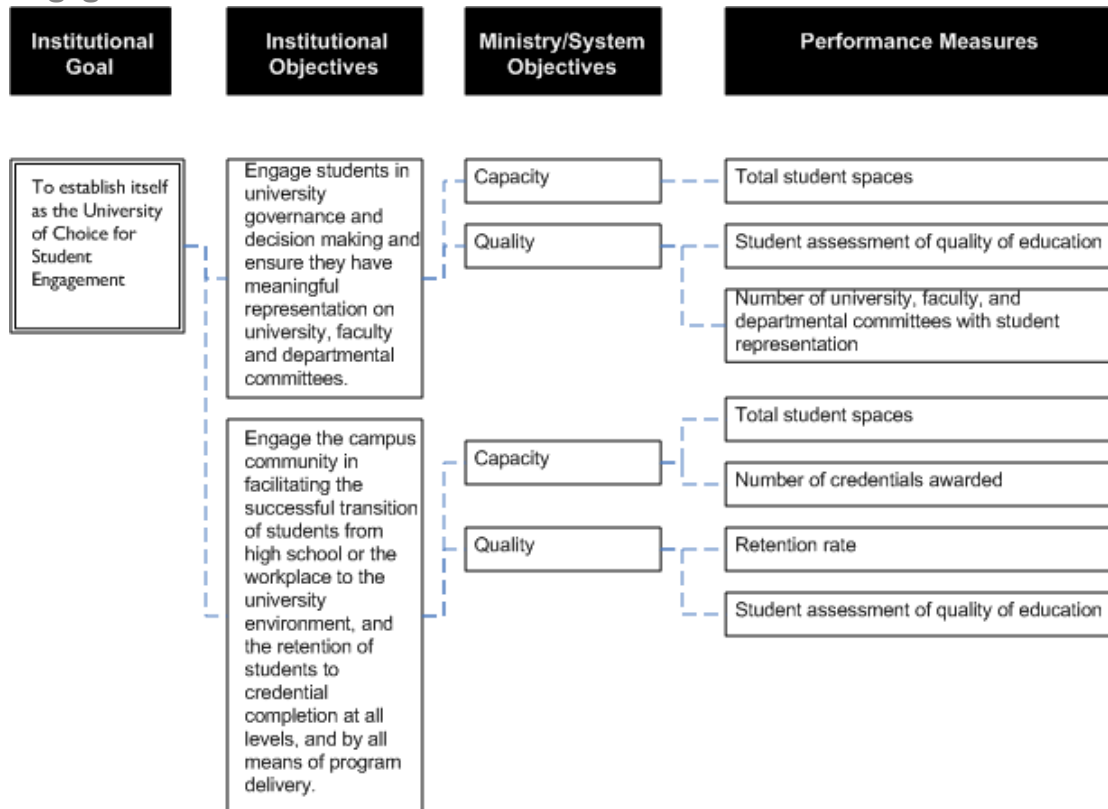 Institutional
Goal
Institutional
Objectives
Ministry/System
Objectives
Performance Measures
To establish itself
as the University
of Choice for
Student
Engagement
Engage students in
university
governance and
decision making and
ensure they have
meaningful
representation on
university, faculty
and departmental
committees.
Capacity
Total student spaces
Quality
Student assessment of quality of education
Number of university, faculty, and
departmental committees with student
representation
Engage the campus
community in
facilitating the
successful transition
of students from
high school or the
workplace to the
university
environment, and
the retention of
students to
credential
completion at all
levels, and by all
means of program
delivery.
Capacity
Total student spaces
Number of credentials awarded
Quality
Retention rate
Student assessment of quality of education